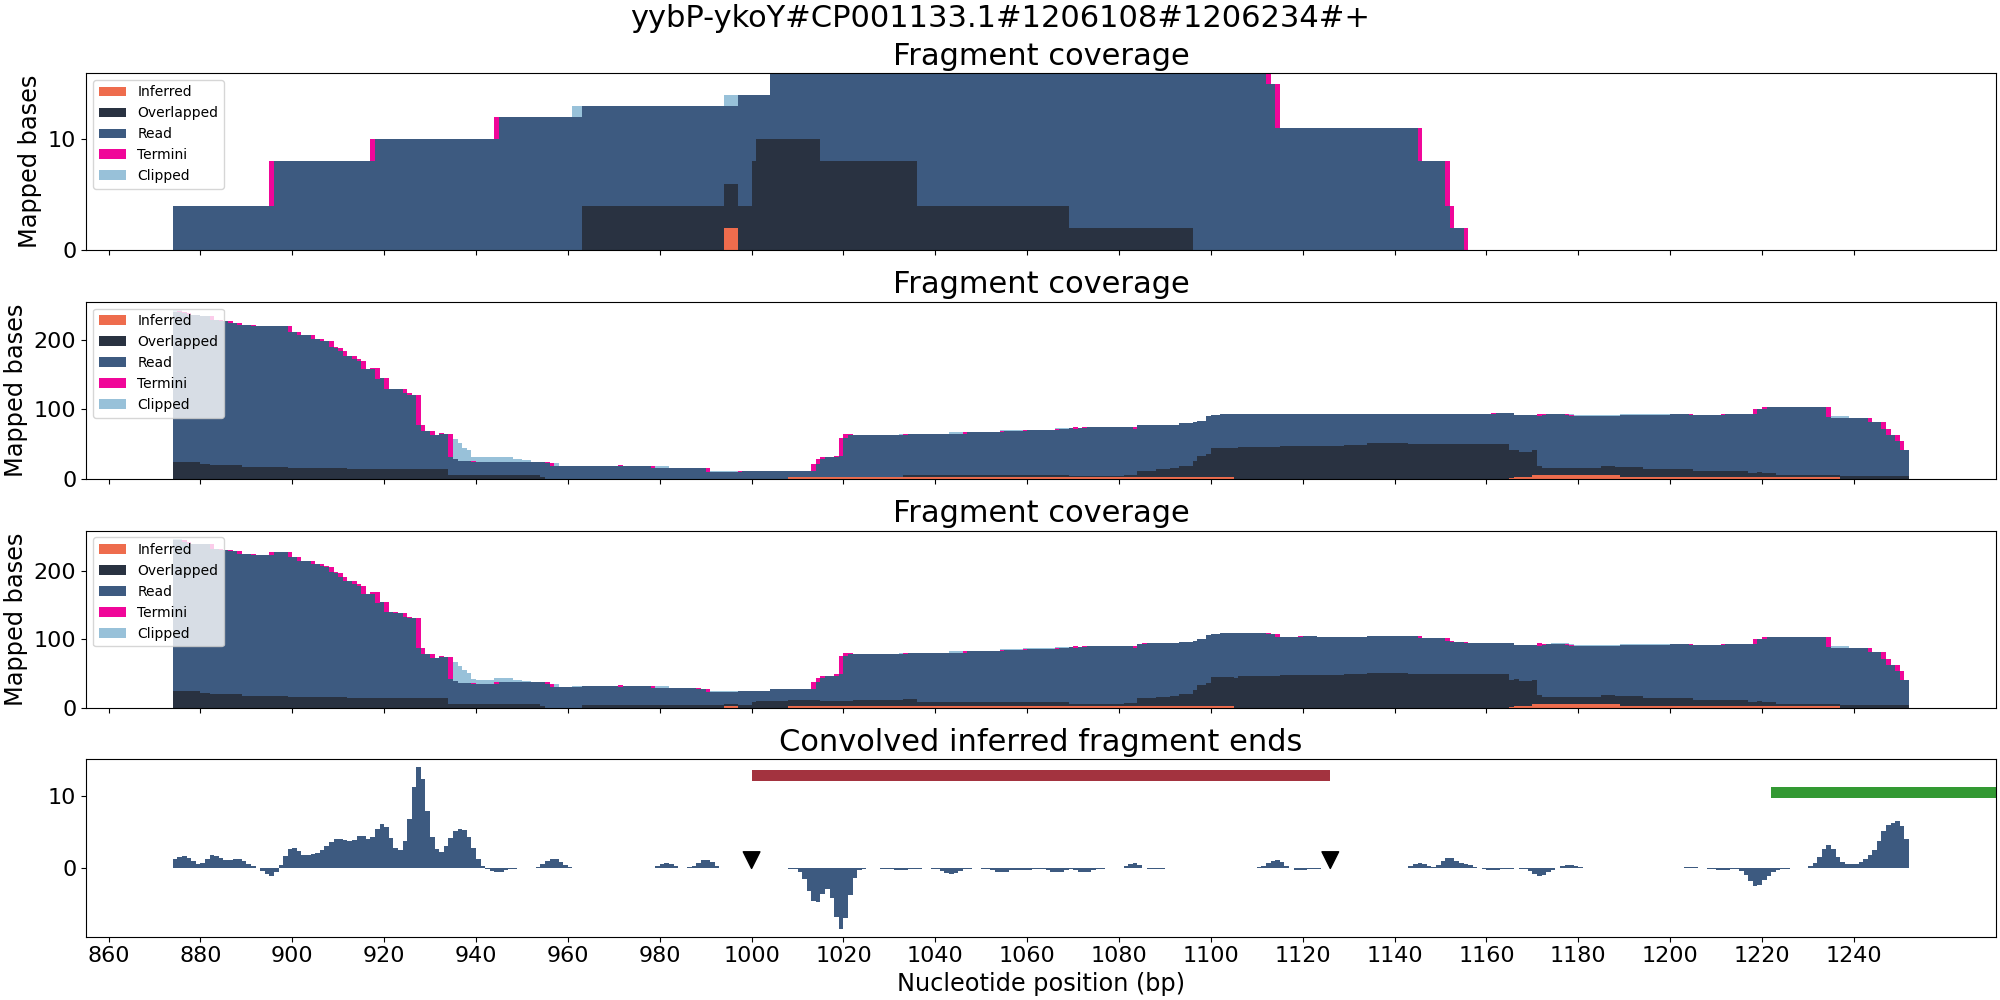 yybP-ykoY#CP001133.1#1206108#1206234#+
Fragment coverage
Mapped bases
10
0
Inferred
Overlapped
Read
Termini
Clipped
Fragment coverage
Mapped bases
200
100
0
Inferred
Overlapped
Read
Termini
Clipped
Fragment coverage
Mapped bases
200
100
0
Inferred
Overlapped
Read
Termini
Clipped
Convolved inferred fragment ends
10
0
860 880 900 920 940 960 980 1000 1020 1040 1060 1080 1100 1120 1140 1160 1180 1200 1220 1240
Nucleotide position (bp)